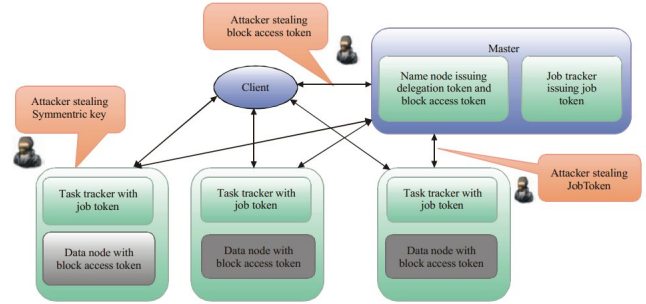 Attacker stealing
block access token
Master
Name node issuing
delegation token and
block access token
Job tracker
issuing job
token
Client
Attacker stealing
Symmentric key
Attacker stealing
JobToken
Task tracker with
job token
Data node with
block access token
Task tracker with
job token
Data node with
block access token
Task tracker with
job token
Data node with
block access token